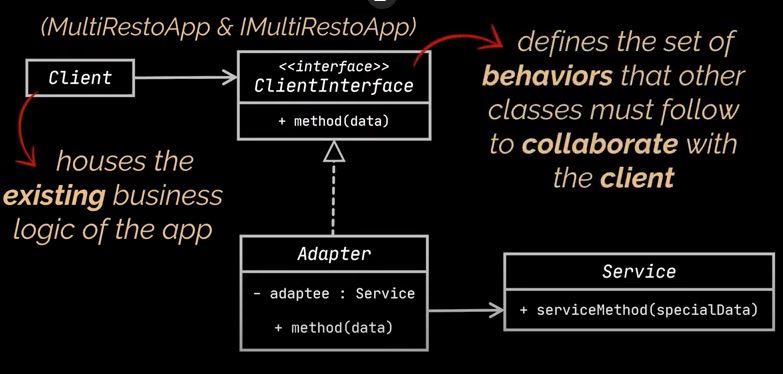 (MultiRestoApp & IMultiRestoApp)
Client
<<interface>>
ClientInterface
+ method(data)
defines the set of
behaviors that other
classes must follow
to collaborate with
the client
houses the
existing business
logic of the app
Adapter
- adaptee : Service
+ method(data)
Service
+ serviceMethod(specialData)